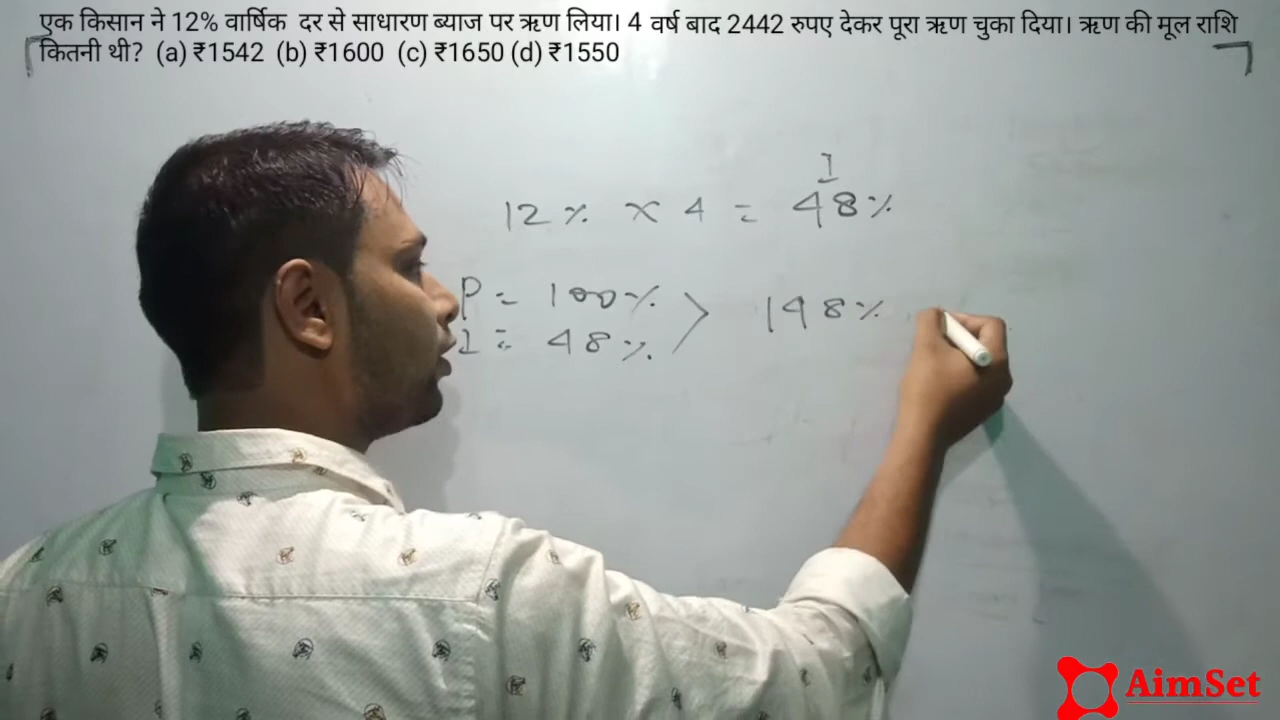 एक किसान ने 12% वार्षिक दर से साधारण ब्याज पर ऋण लिया। 4 वर्ष बाद 2442 रुपए देकर पूरा ऋण चुका दिया। ऋण की मूल राशि
कितनी थी? (a) ₹1542 (b) ₹1600 (c) ₹1650 (d) ₹1550
I
12% × 4 = 48%
P = 100% > 148%
I = 48%
AimSet